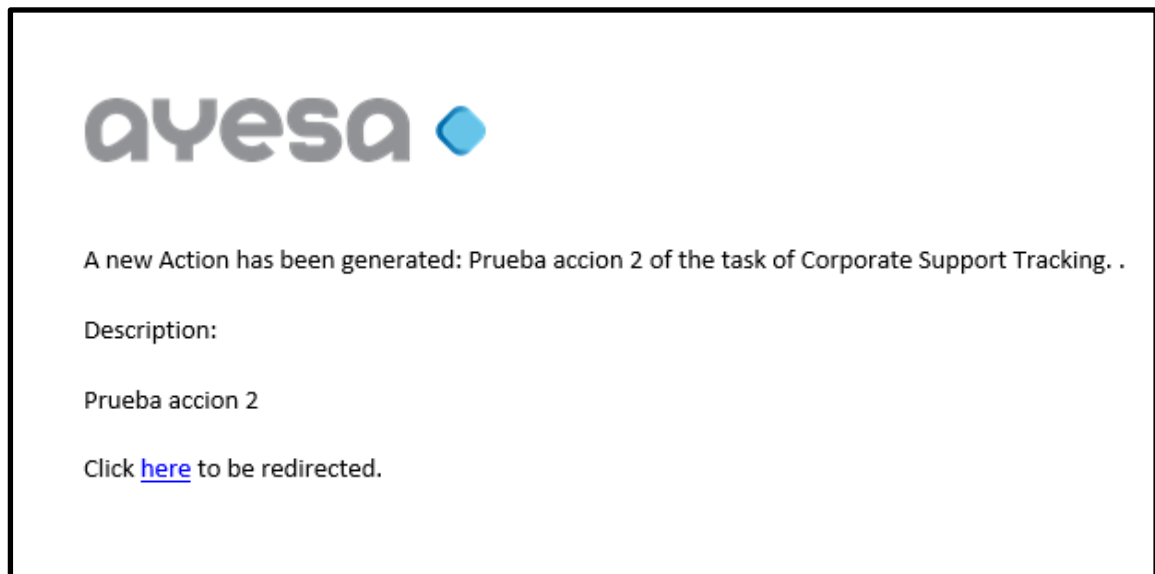 ayesa
A new Action has been generated: Prueba accion 2 of the task of Corporate Support Tracking. .
Description:
Prueba accion 2
Click here to be redirected.